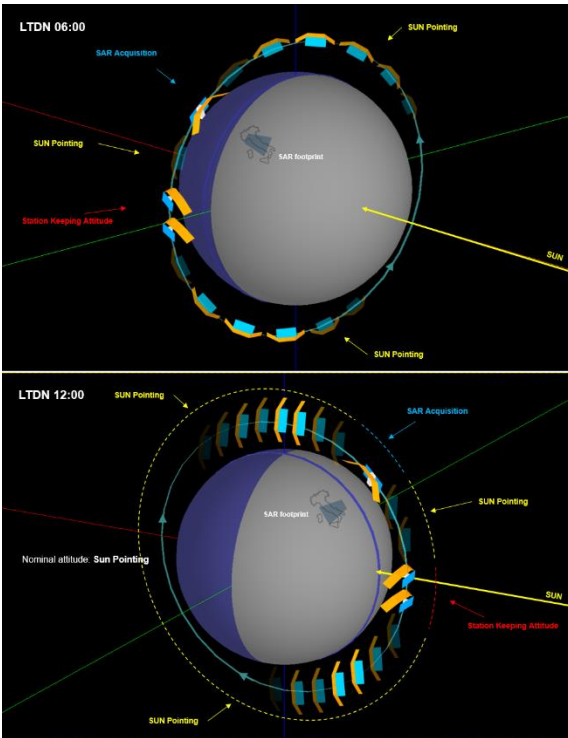 LTDN 06:00
SUN Pointing
SAR Acquisition
SUN Pointing
SAR footprint
Station Keeping Attitude
SUN
SUN Pointing
LTDN 12:00
SUN Pointing
SAR Acquisition
SUN Pointing
SAR footprint
Nominal attitude: Sun Pointing
SUN
Station Keeping Attitude
SUN Pointing